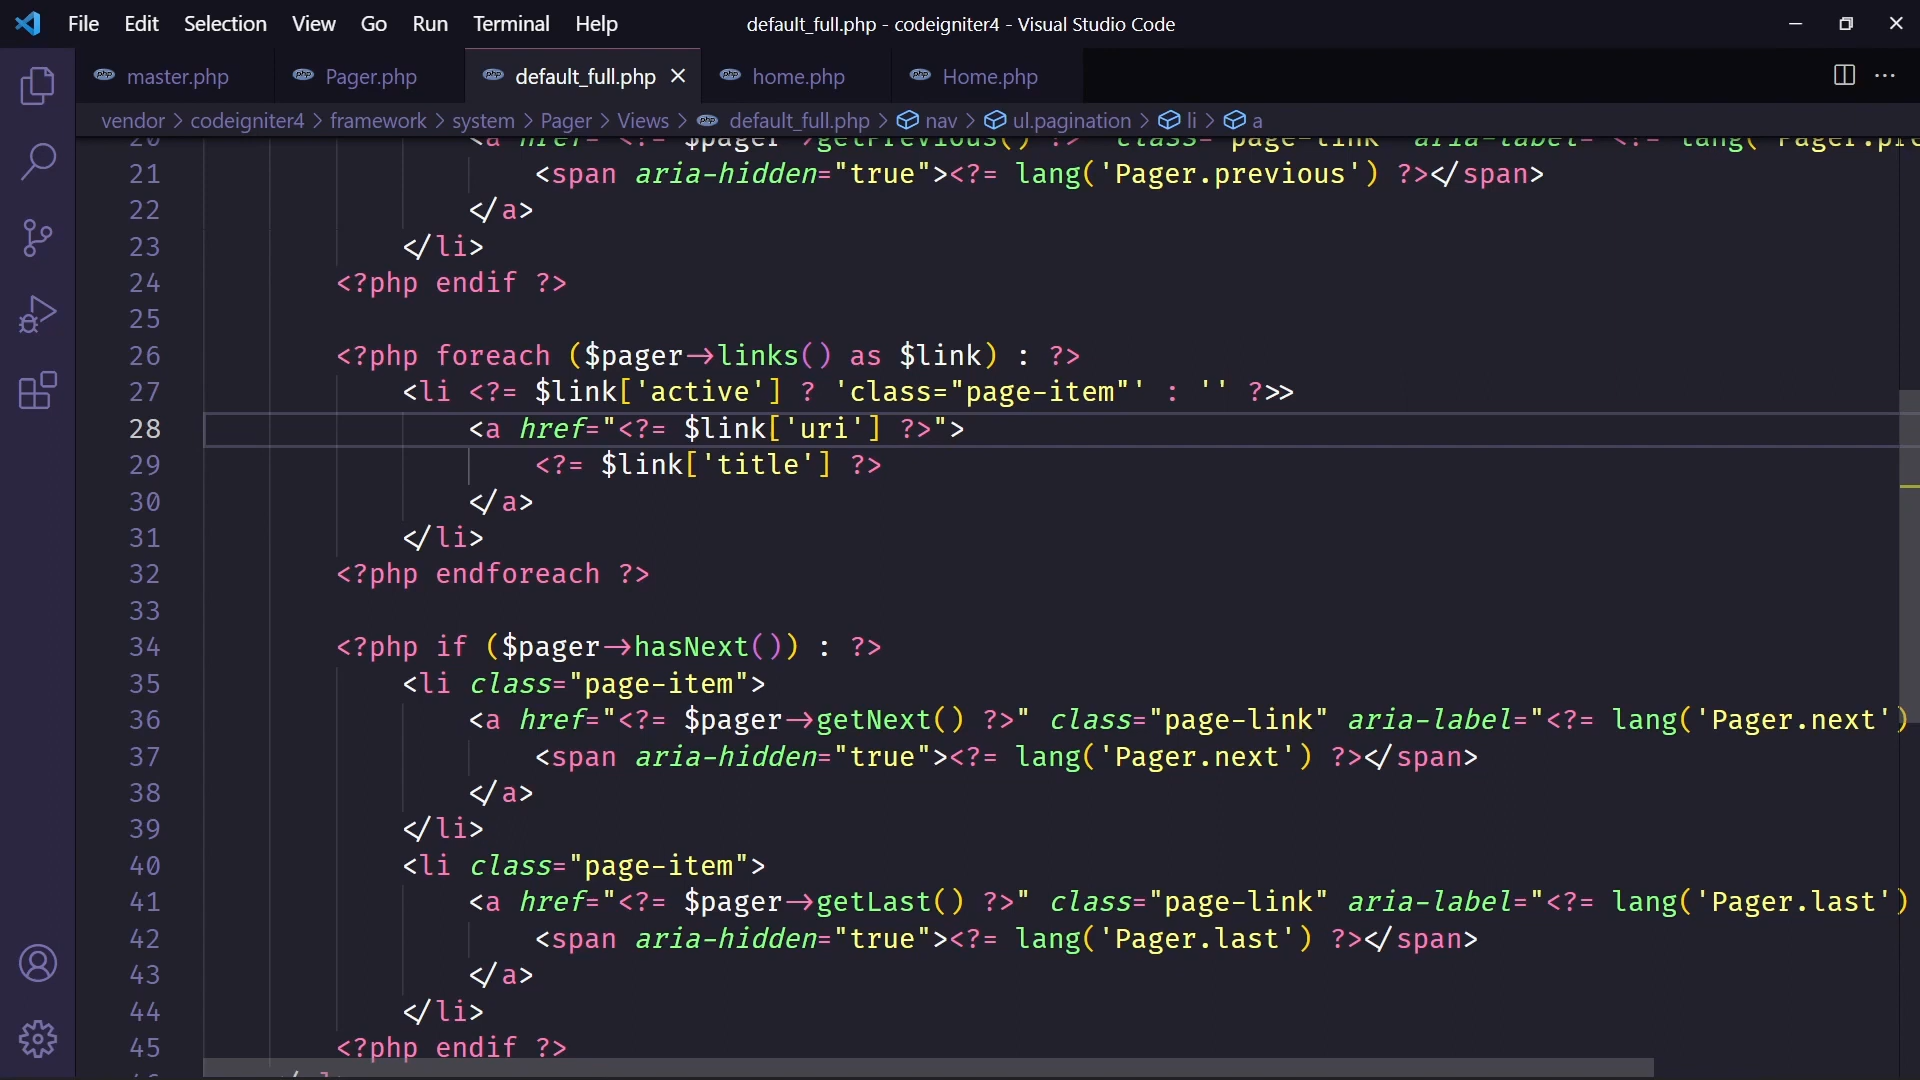 File Edit Selection View Go Run Terminal Help default_full.php - codeigniter4 - Visual Studio Code
master.php Pager.php default_full.php home.php Home.php
vendor > codeigniter4 > framework > system > Pager > Views > default_full.php > nav > ul.pagination > li > a
21 <span aria-hidden="true"><?= lang('Pager.previous') ?></span>
22 </a>
23 </li>
24 <?php endif ?>
25
26 <?php foreach ($pager->links() as $link) : ?>
27 <li <?= $link['active'] ? 'class="page-item"' : '' ?>>
28 <a href="<?= $link['uri'] ?>">
29 <?= $link['title'] ?>
30 </a>
31 </li>
32 <?php endforeach ?>
33
34 <?php if ($pager->hasNext()) : ?>
35 <li class="page-item">
36 <a href="<?= $pager->getNext() ?>" class="page-link" aria-label="<?= lang('Pager.next')
37 <span aria-hidden="true"><?= lang('Pager.next') ?></span>
38 </a>
39 </li>
40 <li class="page-item">
41 <a href="<?= $pager->getLast() ?>" class="page-link" aria-label="<?= lang('Pager.last')
42 <span aria-hidden="true"><?= lang('Pager.last') ?></span>
43 </a>
44 </li>
45 <?php endif ?>